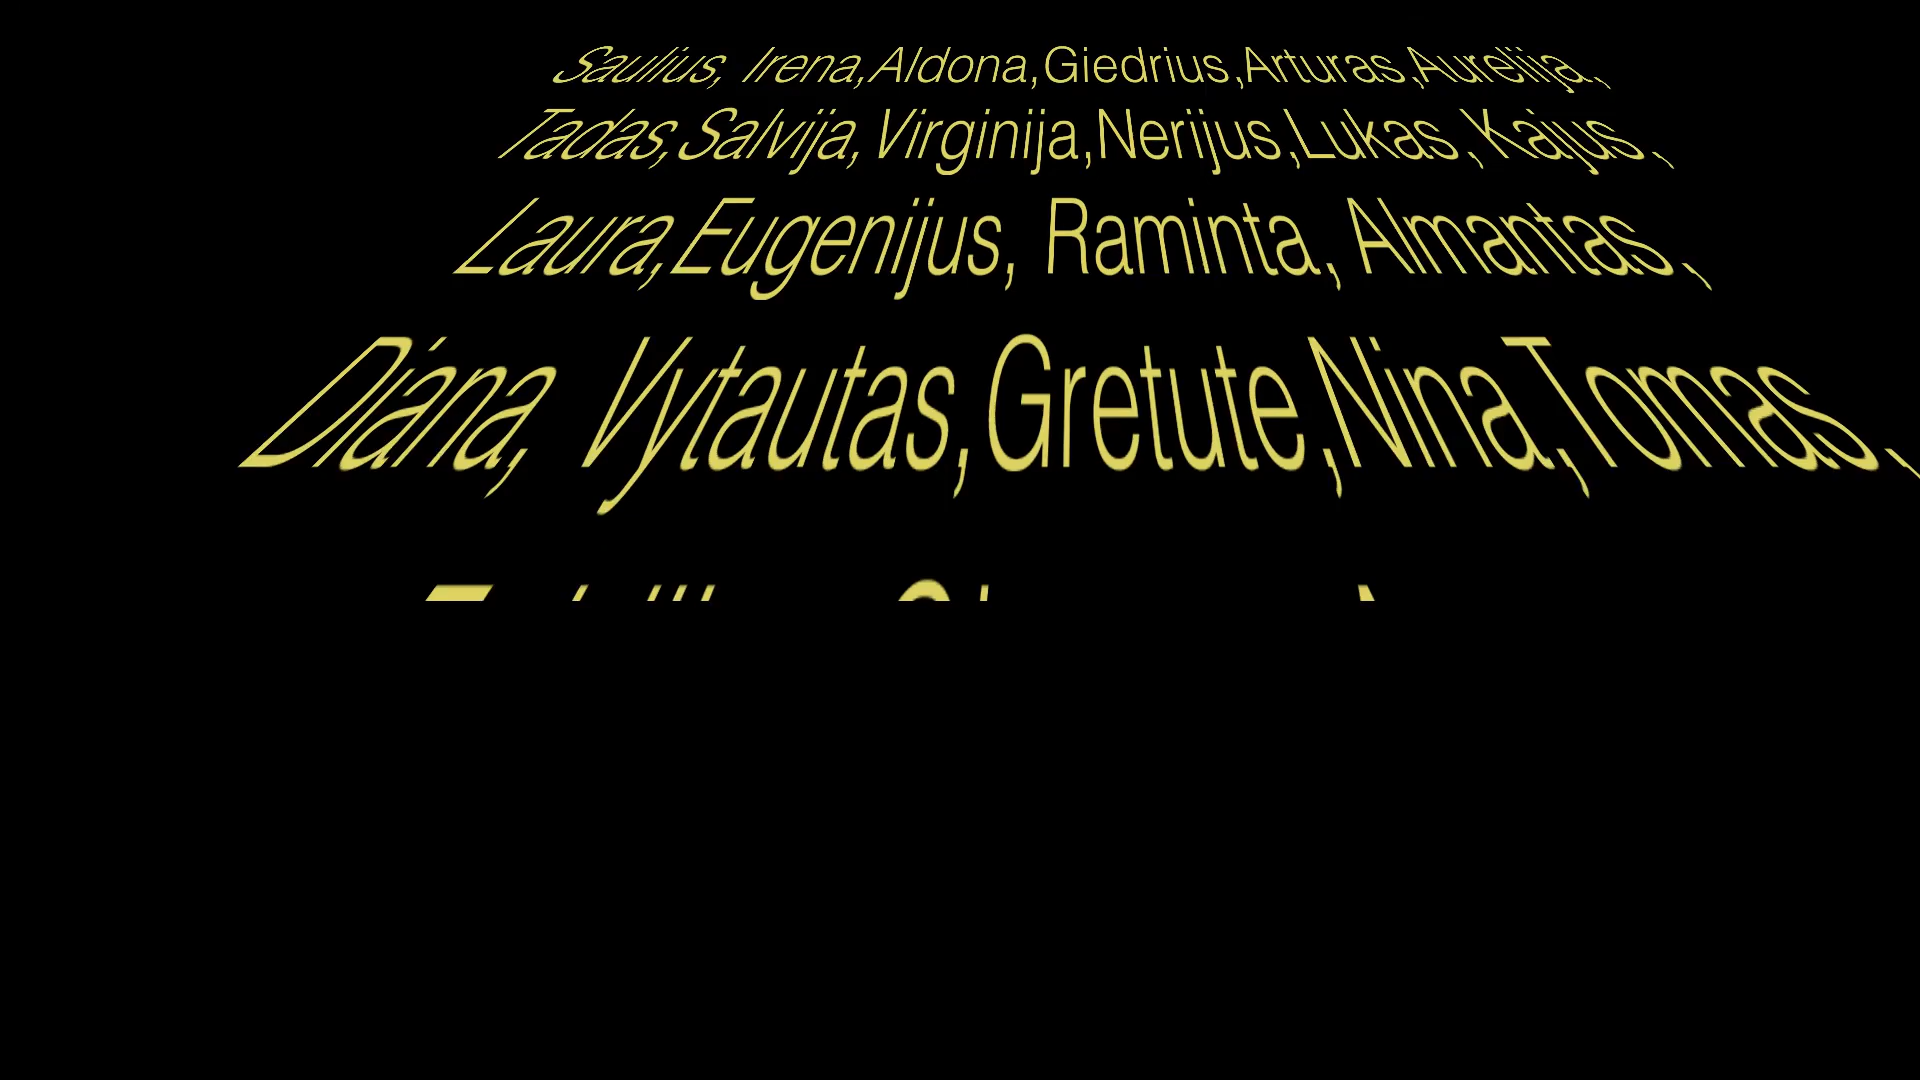 Saulius, Irena,Aldona,Giedrius,Arturas,Aurelija,
Tadas,Salvija, Virginija,Nerijus,Lukas, Kajus,
Laura,Eugenijus, Raminta, Almantas,
Diána, Vytautas,Gretute,Nina,Tomas,